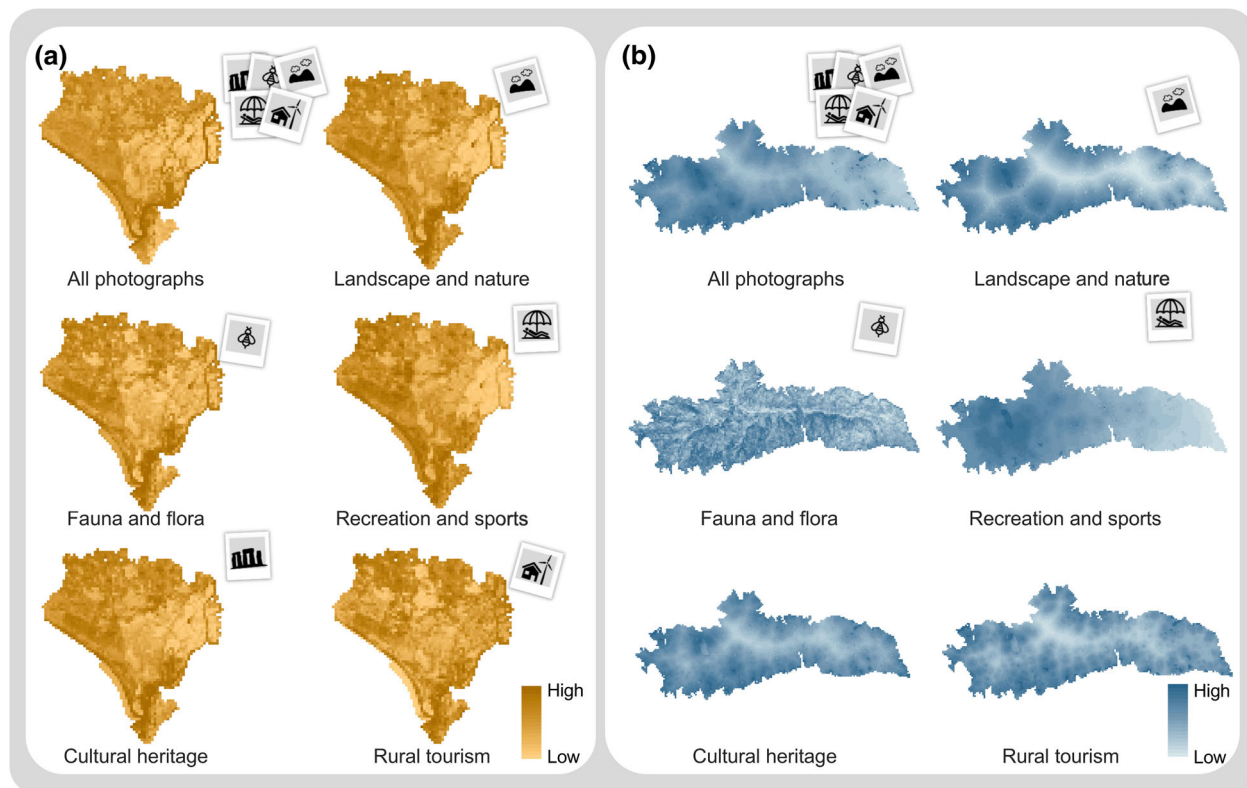 (a)
All photographs
Landscape and nature
Fauna and flora
Recreation and sports
Cultural heritage
Rural tourism
High
Low
(b)
All photographs
Landscape and nature
Fauna and flora
Recreation and sports
Cultural heritage
Rural tourism
High
Low